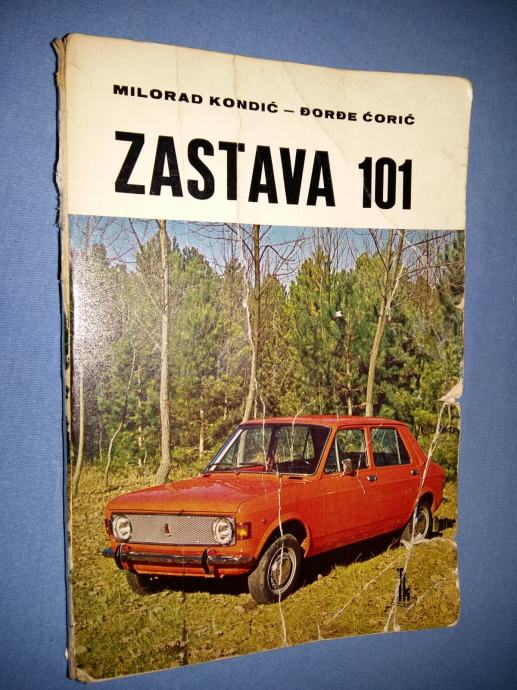 MILORAD KONDIĆ – ĐORĐE ĆORIĆ
ZASTAVA 101